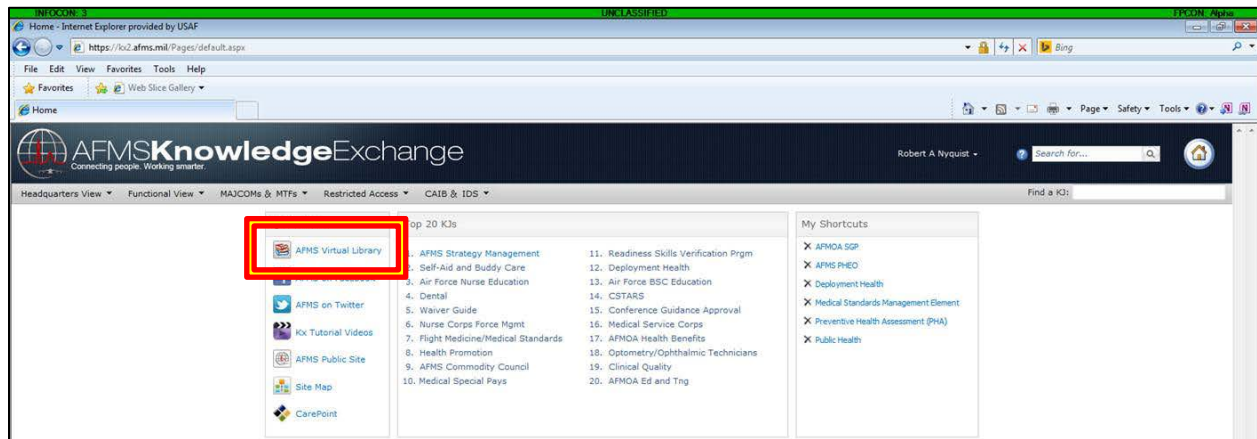 INFOCON: 3 UNCLASSIFIED FPCON: Alpha
Home - Internet Explorer provided by USAF
https://kx2.afms.mil/Pages/default.aspx Bing
File Edit View Favorites Tools Help
Favorites Web Slice Gallery
Home Page Safety Tools
AFMSKnowledgeExchange
Connecting people. Working smarter.
Robert A Nyquist Search for...
Headquarters View Functional View MAJCOMs & MTFs Restricted Access CAIB & IDS Find a KJ:
AFMS Virtual Library
AFMS on Twitter
Kx Tutorial Videos
AFMS Public Site
Site Map
CarePoint
Top 20 KJs
1. AFMS Strategy Management
2. Self-Aid and Buddy Care
3. Air Force Nurse Education
4. Dental
5. Waiver Guide
6. Nurse Corps Force Mgmt
7. Flight Medicine/Medical Standards
8. Health Promotion
9. AFMS Commodity Council
10. Medical Special Pays
11. Readiness Skills Verification Prgm
12. Deployment Health
13. Air Force BSC Education
14. CSTARS
15. Conference Guidance Approval
16. Medical Service Corps
17. AFMOA Health Benefits
18. Optometry/Ophthalmic Technicians
19. Clinical Quality
20. AFMOA Ed and Tng
My Shortcuts
AFMOA SGP
AFMS PHEO
Deployment Health
Medical Standards Management Element
Preventive Health Assessment (PHA)
Public Health